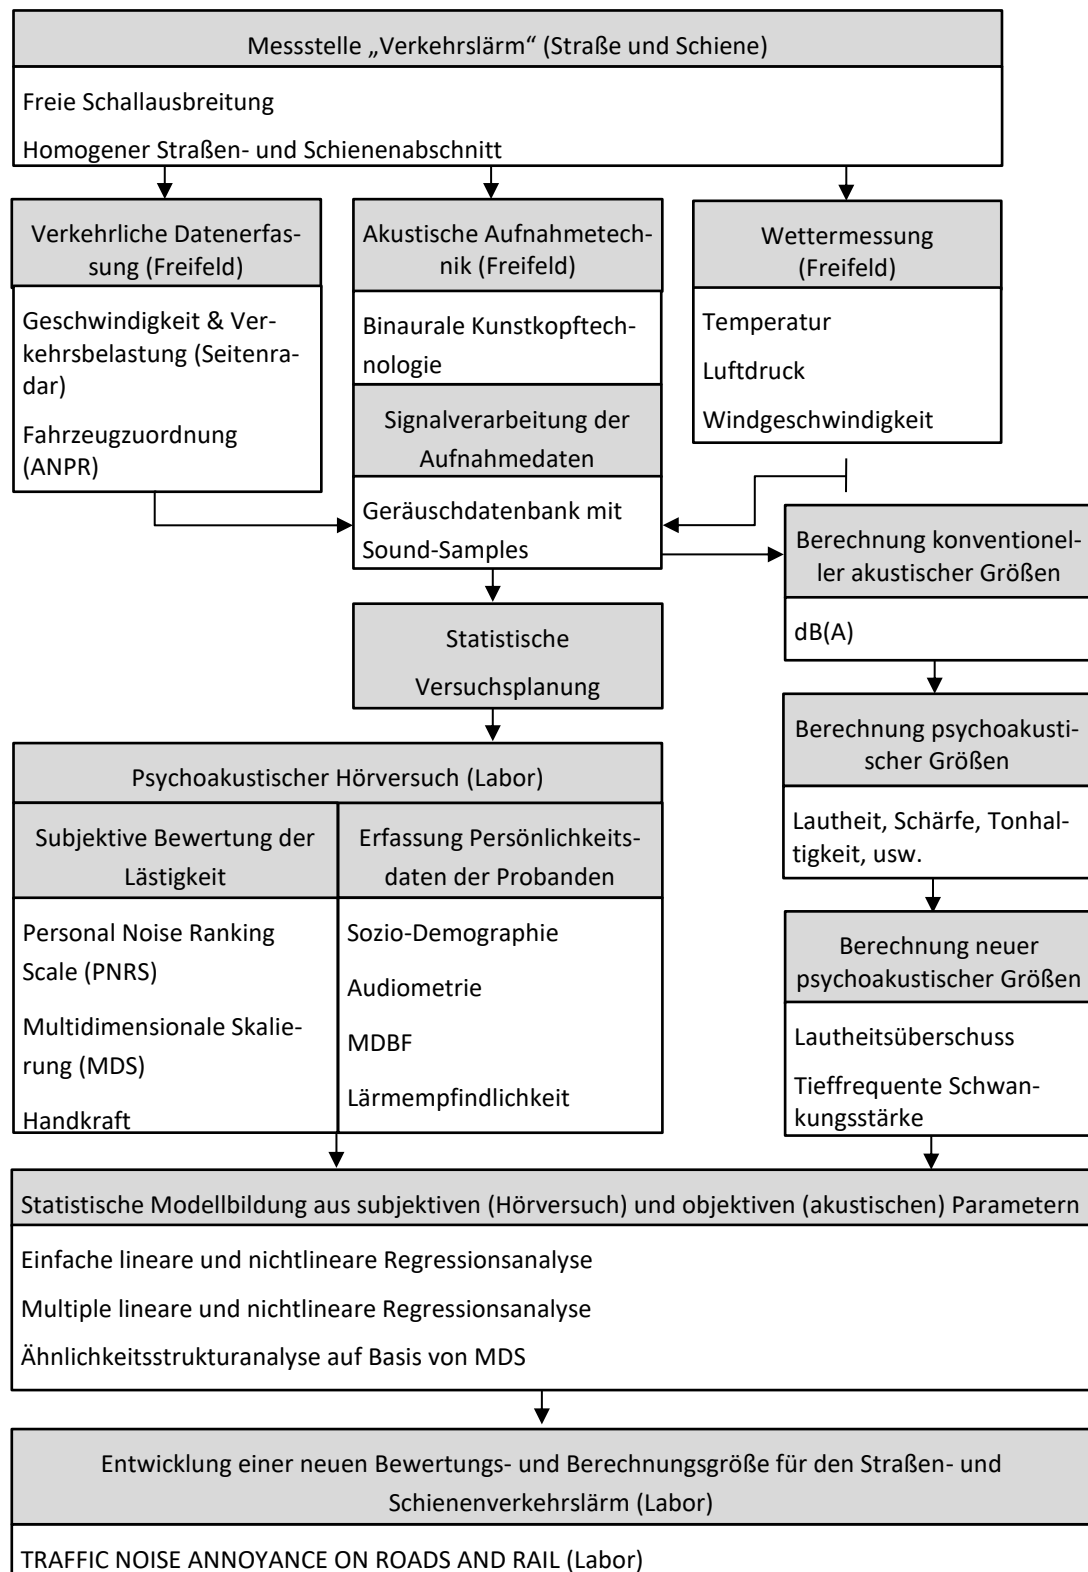 Messstelle „Verkehrslärm“ (Straße und Schiene)
Freie Schallausbreitung
Homogener Straßen- und Schienenabschnitt
Verkehrliche Datenerfas-
sung (Freifeld)
Geschwindigkeit & Ver-
kehrsbelastung (Seitenra-
dar)
Fahrzeugzuordnung
(ANPR)
Akustische Aufnahmetech-
nik (Freifeld)
Binaurale Kunstkopftech-
nologie
Signalverarbeitung der
Aufnahmedaten
Geräuschdatenbank mit
Sound-Samples
Wettermessung
(Freifeld)
Temperatur
Luftdruck
Windgeschwindigkeit
Statistische
Versuchsplanung
Berechnung konventionel-
ler akustischer Größen
dB(A)
Berechnung psychoakusti-
scher Größen
Lautheit, Schärfe, Tonhal-
tigkeit, usw.
Berechnung neuer
psychoakustischer Größen
Lautheitsüberschuss
Tieffrequente Schwan-
kungsstärke
Psychoakustischer Hörversuch (Labor)
Subjektive Bewertung der
Lästigkeit
Personal Noise Ranking
Scale (PNRS)
Multidimensionale Skalie-
rung (MDS)
Handkraft
Erfassung Persönlichkeits-
daten der Probanden
Sozio-Demographie
Audiometrie
MDBF
Lärmempfindlichkeit
Statistische Modellbildung aus subjektiven (Hörversuch) und objektiven (akustischen) Parametern
Einfache lineare und nichtlineare Regressionsanalyse
Multiple lineare und nichtlineare Regressionsanalyse
Ähnlichkeitsstrukturanalyse auf Basis von MDS
Entwicklung einer neuen Bewertungs- und Berechnungsgröße für den Straßen- und
Schienenverkehrslärm (Labor)
TRAFFIC NOISE ANNOYANCE ON ROADS AND RAIL (Labor)